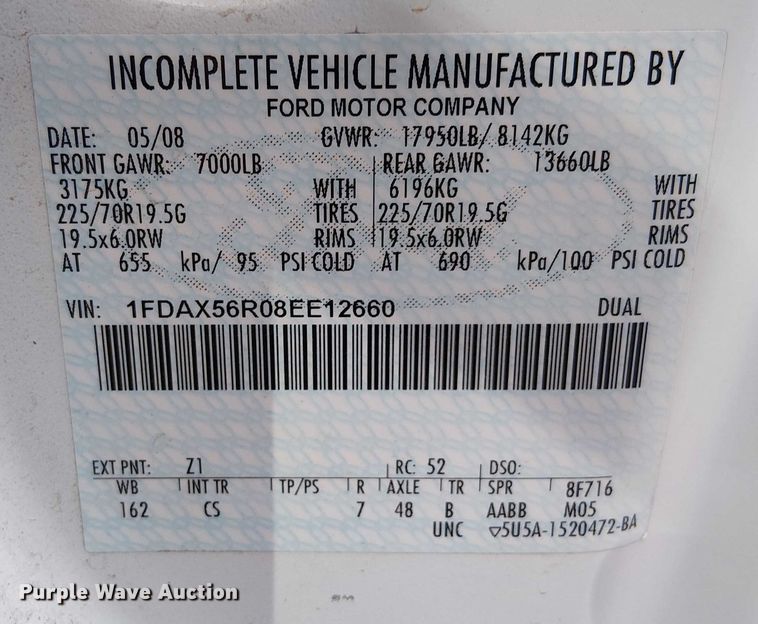 INCOMPLETE VEHICLE MANUFACTURED BY
FORD MOTOR COMPANY
DATE: 05/08 GVWR: 17950LB/ 8142KG
FRONT GAWR: 7000LB REAR GAWR: 13660LB
3175KG WITH 6196KG WITH
225/70R19.5G TIRES 225/70R19.5G TIRES
19.5x6.0RW RIMS 19.5x6.0RW RIMS
AT 655 kPa/ 95 PSI COLD AT 690 kPa/100 PSI COLD
VIN: 1FDAX56R08EE12660 DUAL
EXT PNT: Z1 RC: 52 DSO:
WB INT TR TP/PS R AXLE TR SPR 8F716
162 CS 7 48 B AABB M05
UNC ▽5U5A-1520472-BA
Purple Wave Auction